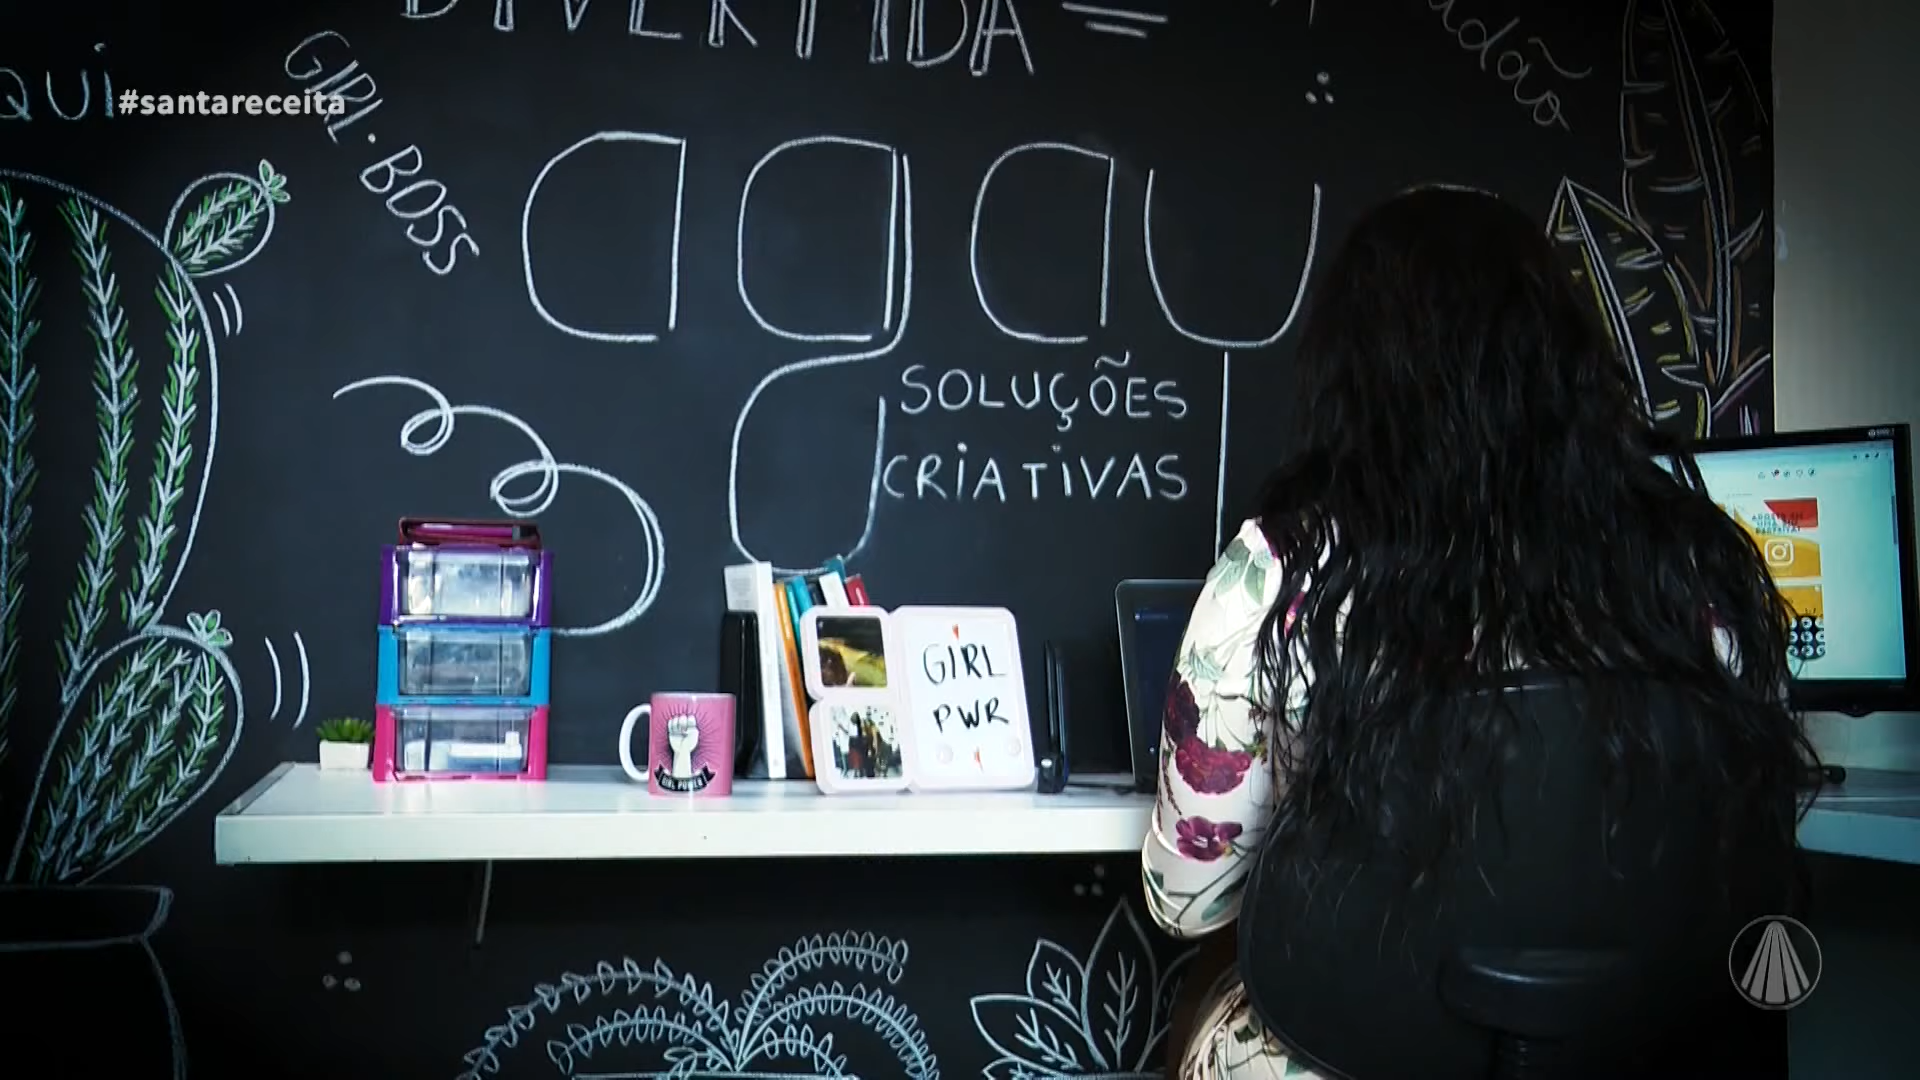 DIVERTIDA =
QUI
#santareceita
GIRL · BOSS
agay
SOLUÇÕES
CRIATIVAS
GIRL
PWR
GIRL POWER